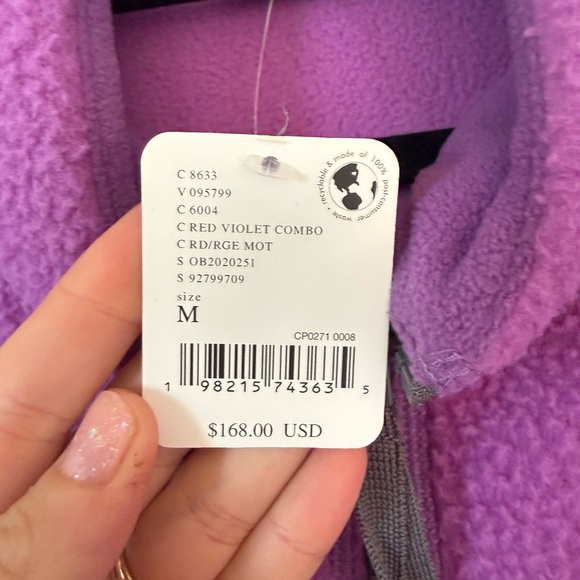 recyclable & made of 100% post-consumer waste •
C 8633
V 095799
C 6004
C RED VIOLET COMBO
C RD/RGE MOT
S OB2020251
S 92799709
size
M
CP0271 0008
1 98215 74363 5
$168.00 USD